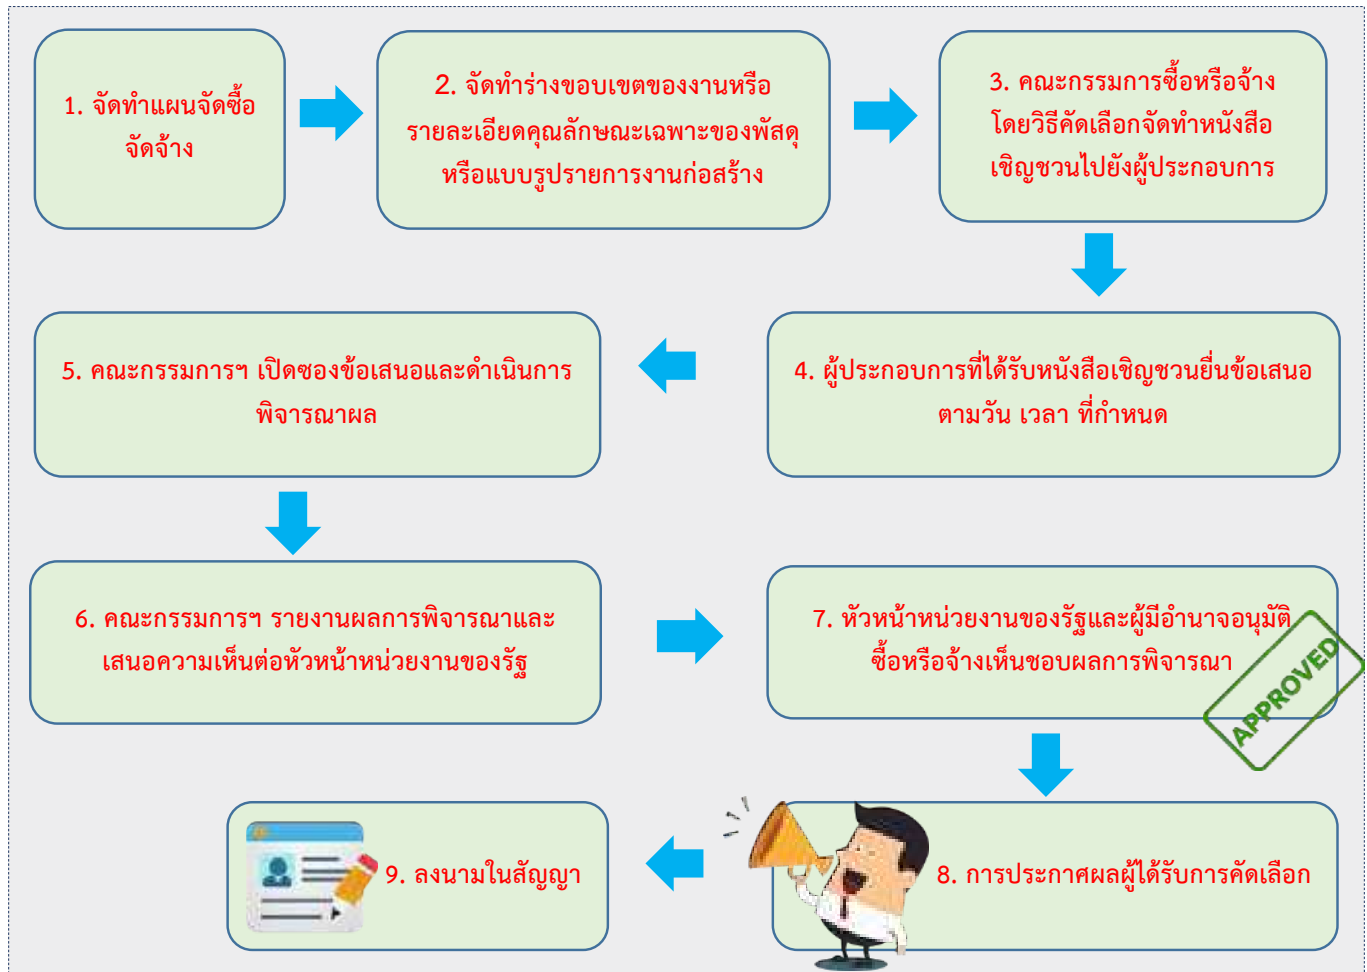 1. จัดทำแผนจัดซื้อ
จัดจ้าง
2. จัดทำร่างขอบเขตของงานหรือ
รายละเอียดคุณลักษณะเฉพาะของพัสดุ
หรือแบบรูปรายการงานก่อสร้าง
3. คณะกรรมการซื้อหรือจ้าง
โดยวิธีคัดเลือกจัดทำหนังสือ
เชิญชวนไปยังผู้ประกอบการ
4. ผู้ประกอบการที่ได้รับหนังสือเชิญชวนยื่นข้อเสนอ
ตามวัน เวลา ที่กำหนด
5. คณะกรรมการฯ เปิดซองข้อเสนอและดำเนินการ
พิจารณาผล
6. คณะกรรมการฯ รายงานผลการพิจารณาและ
เสนอความเห็นต่อหัวหน้าหน่วยงานของรัฐ
7. หัวหน้าหน่วยงานของรัฐและผู้มีอำนาจอนุมัติ
ซื้อหรือจ้างเห็นชอบผลการพิจารณา
APPROVED
8. การประกาศผลผู้ได้รับการคัดเลือก
9. ลงนามในสัญญา